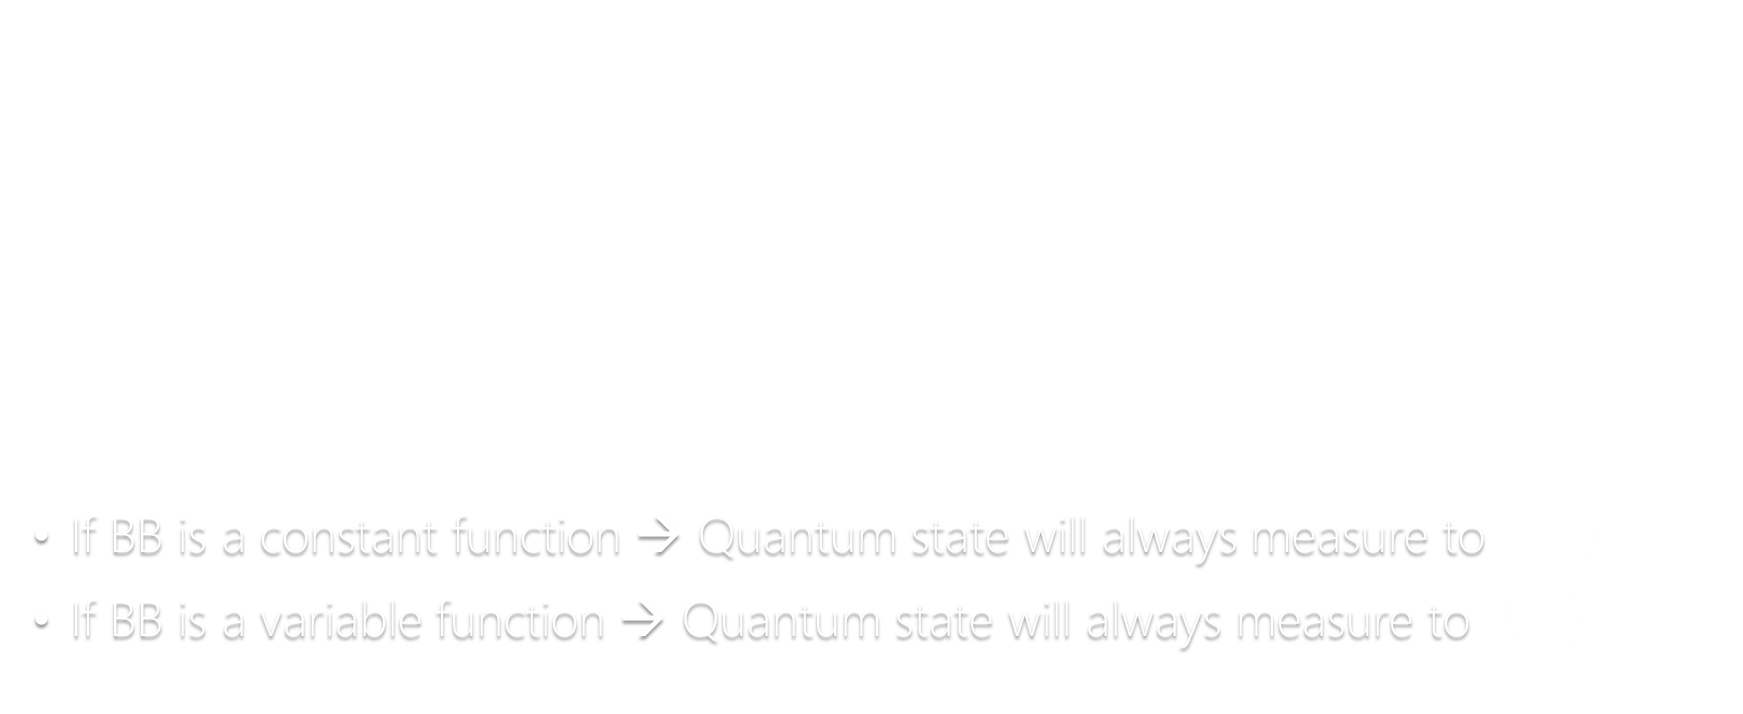 • If BB is a constant function → Quantum state will always measure to
• If BB is a variable function → Quantum state will always measure to